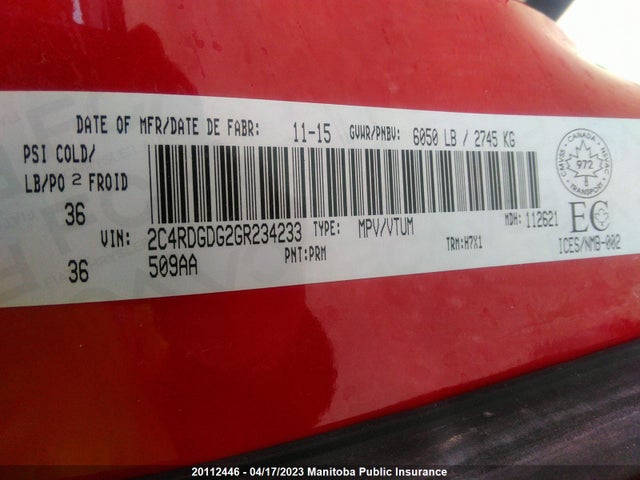 DATE OF MFR/DATE DE FABR: 11-15 GVWR/PNBV: 6050 LB / 2745 KG
PSI COLD/
LB/PO 2 FROID
36
36
VIN: 2C4RDGDG2GR234233 TYPE: MPV/VTUM MDH: 112621
509AA PNT:PRM TRM:H7X1
CANADA
CMVSS NSVAC
972
TRANSPORT
EC
ICES/NMB-002
20112446 - 04/17/2023 Manitoba Public Insurance